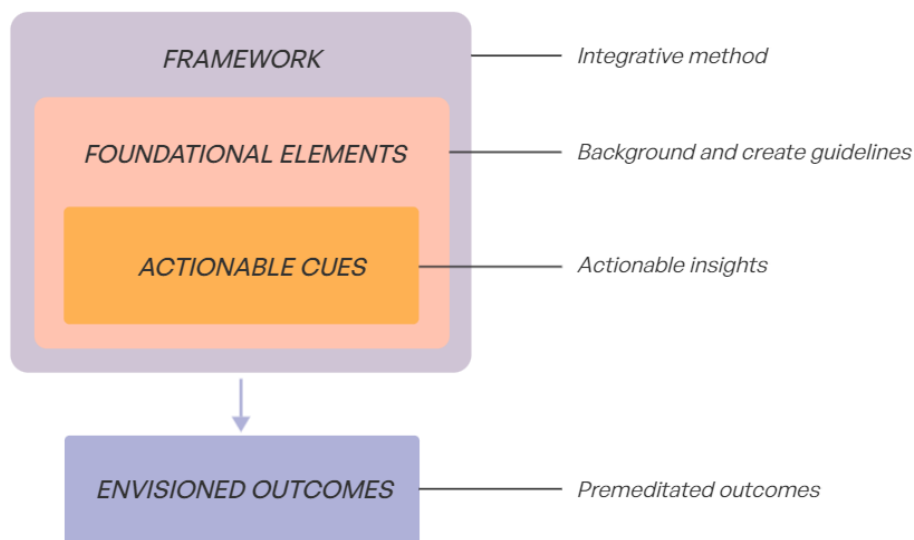 FRAMEWORK
Integrative method
FOUNDATIONAL ELEMENTS
Background and create guidelines
ACTIONABLE CUES
Actionable insights
ENVISIONED OUTCOMES
Premeditated outcomes